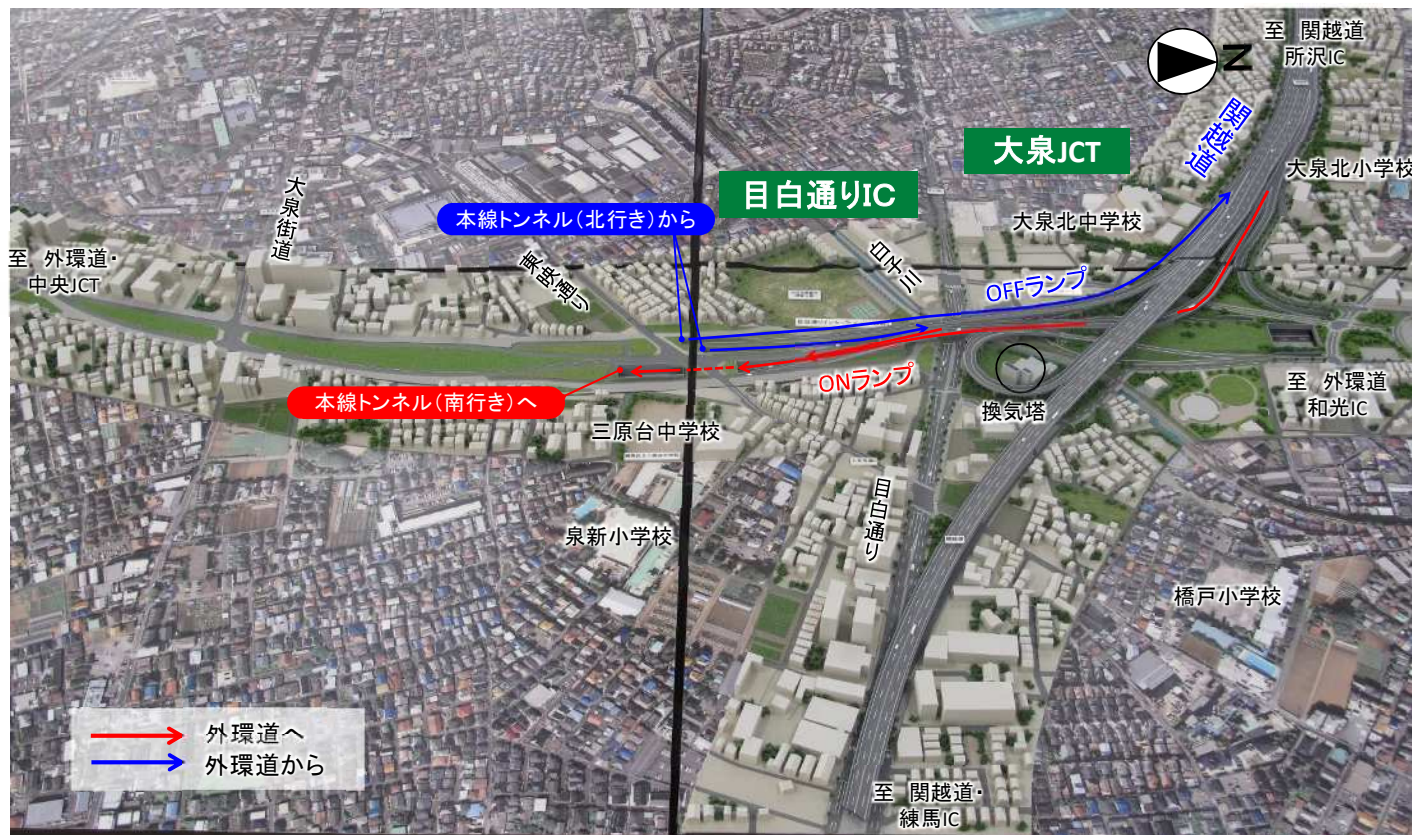 至 関越道
所沢IC
N
関越道
大泉JCT
大泉北小学校
目白通りIC
大泉街道
本線トンネル(北行き)から
大泉北中学校
至 外環道・
中央JCT
東映通り
白子川
OFFランプ
ONランプ
本線トンネル(南行き)へ
換気塔
至 外環道
和光IC
三原台中学校
目白通り
泉新小学校
橋戸小学校
外環道へ
外環道から
至 関越道・
練馬IC